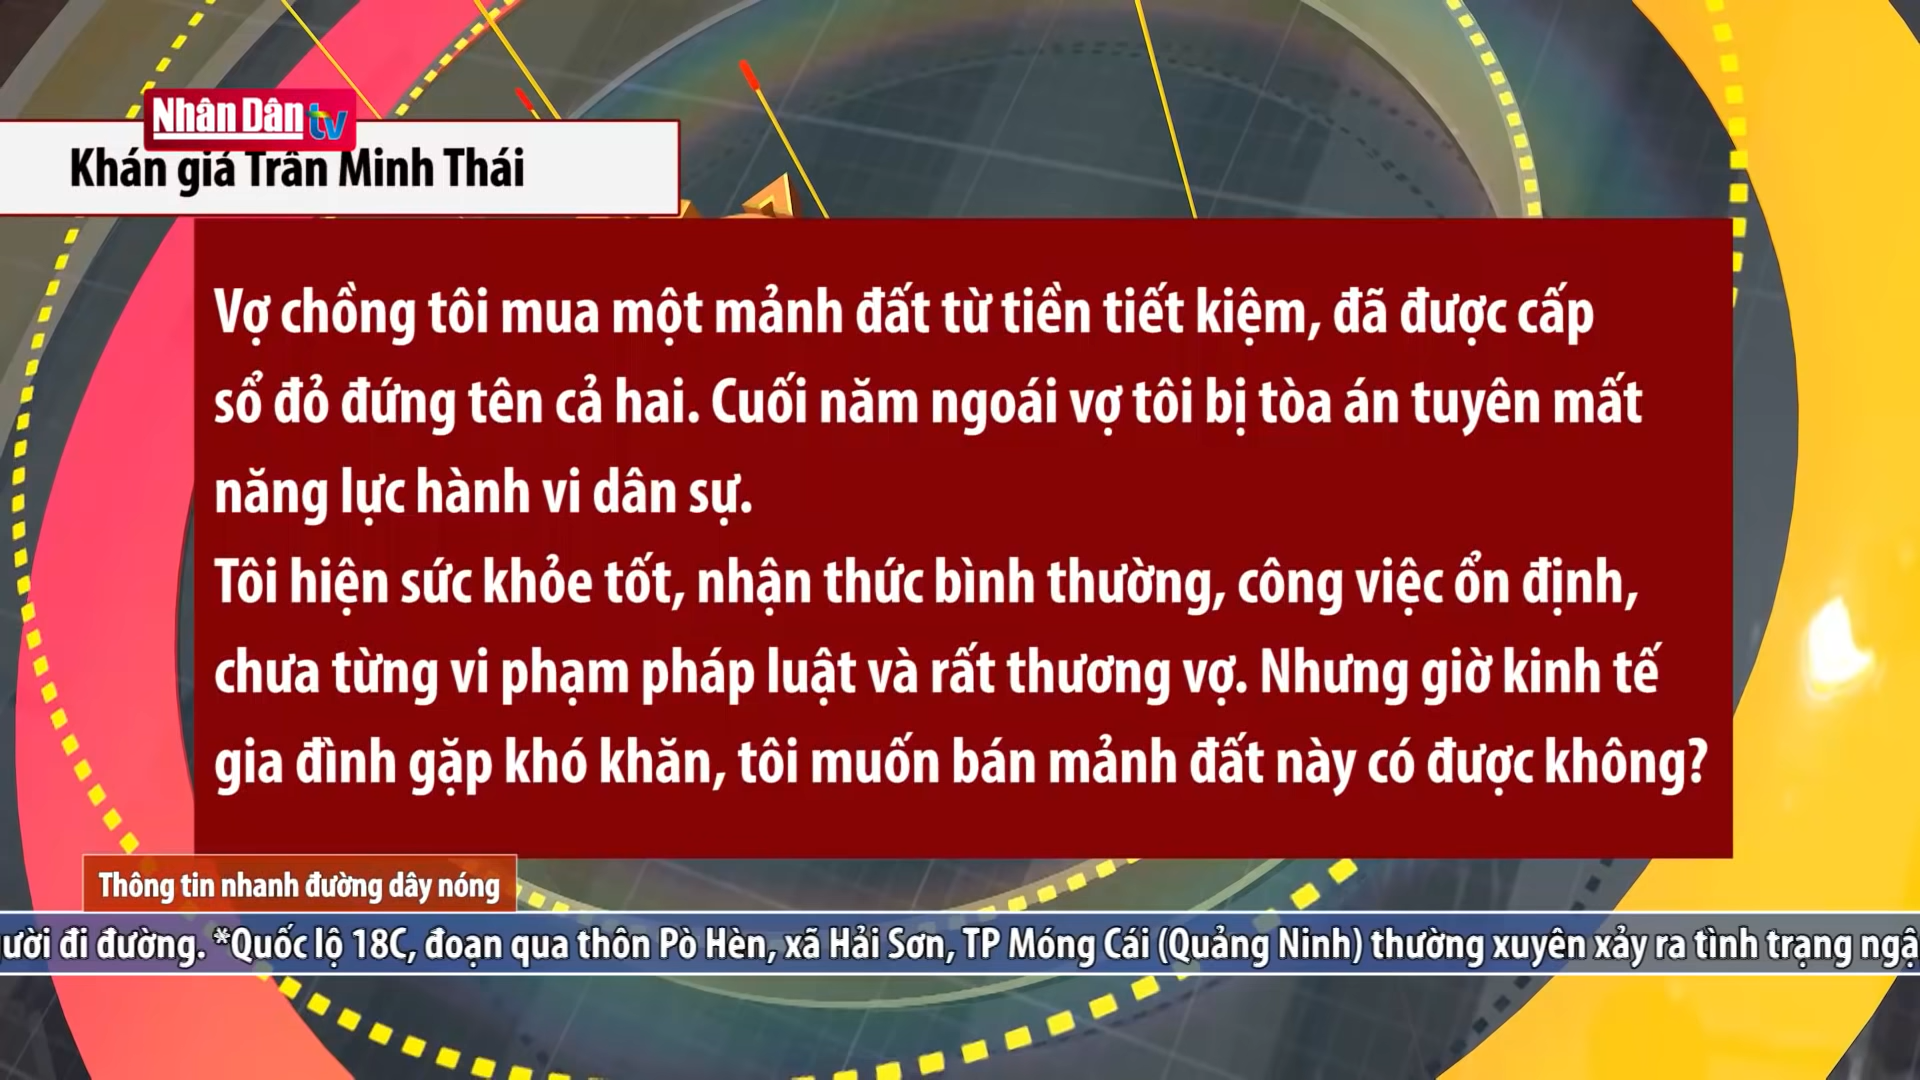 Nhân Dân tv
Khán giả Trần Minh Thái
Vợ chồng tôi mua một mảnh đất từ tiền tiết kiệm, đã được cấp
sổ đỏ đứng tên cả hai. Cuối năm ngoái vợ tôi bị tòa án tuyên mất
năng lực hành vi dân sự.
Tôi hiện sức khỏe tốt, nhận thức bình thường, công việc ổn định,
chưa từng vi phạm pháp luật và rất thương vợ. Nhưng giờ kinh tế
gia đình gặp khó khăn, tôi muốn bán mảnh đất này có được không?
Thông tin nhanh đường dây nóng
ười đi đường. *Quốc lộ 18C, đoạn qua thôn Pò Hèn, xã Hải Sơn, TP Móng Cái (Quảng Ninh) thường xuyên xảy ra tình trạng ngậ